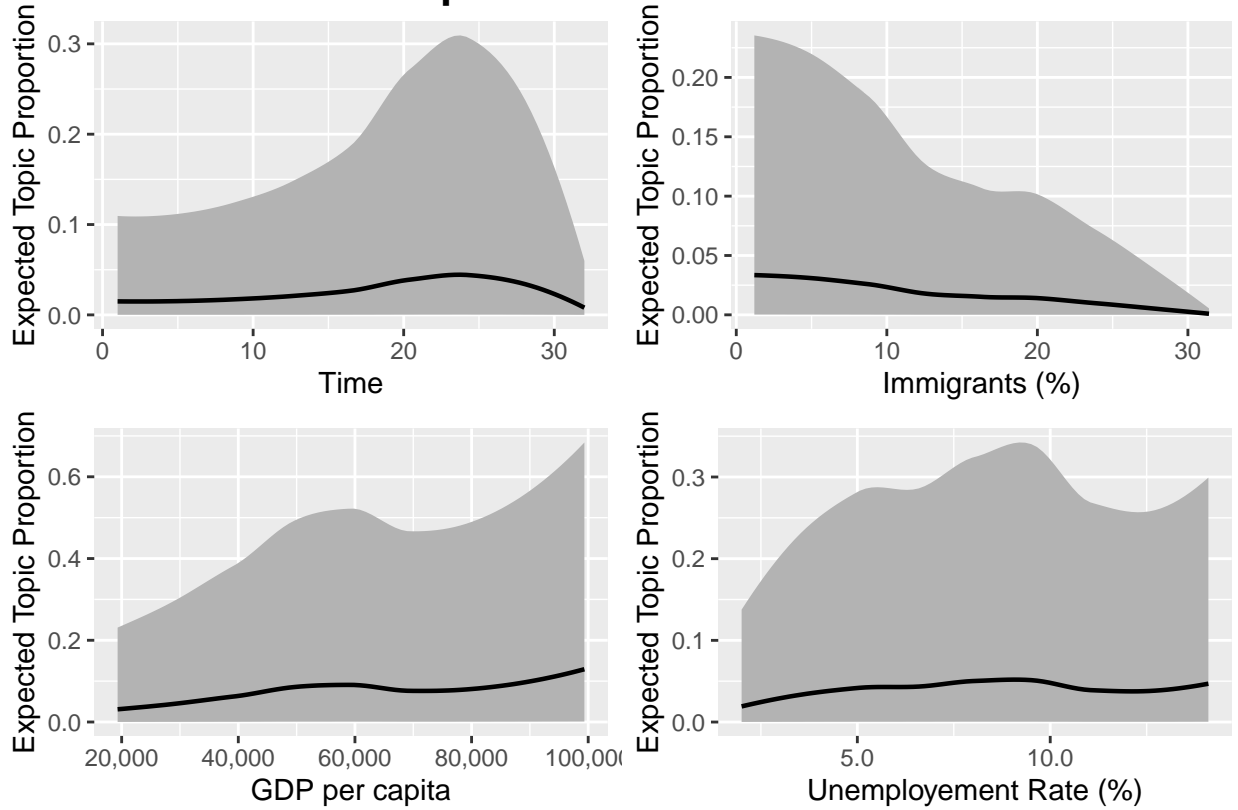 Expected Topic Proportion
0.3
0.2
0.1
0.0
0 10 20 30
Time
Expected Topic Proportion
0.20
0.15
0.10
0.05
0.00
0 10 20 30
Immigrants (%)
Expected Topic Proportion
0.6
0.4
0.2
0.0
20,000 40,000 60,000 80,000 100,000
GDP per capita
Expected Topic Proportion
0.3
0.2
0.1
0.0
5.0 10.0
Unemployement Rate (%)